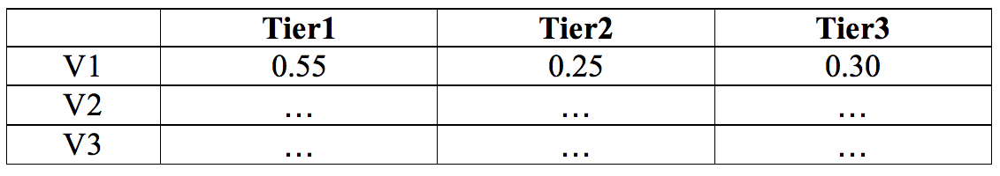 Tier1 Tier2 Tier3
V1 0.55 0.25 0.30
V2 … … …
V3 … … …